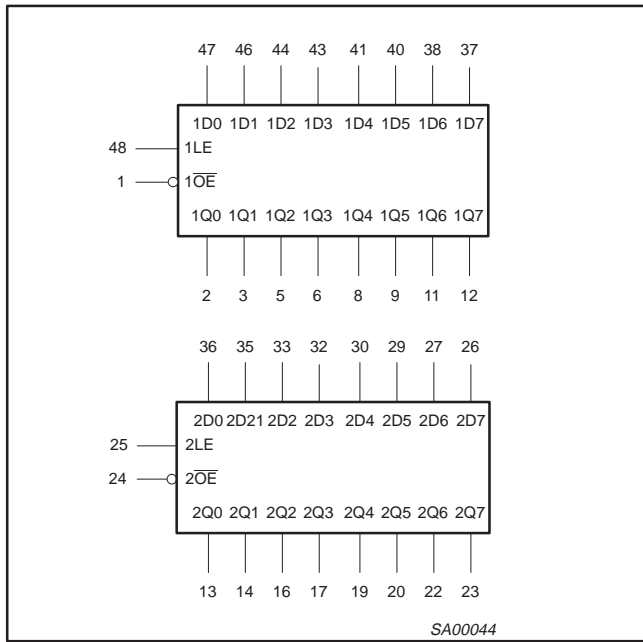 47 46 44 43 41 40 38 37
1D0 1D1 1D2 1D3 1D4 1D5 1D6 1D7
48 1LE
1 1O̅E̅
1Q0 1Q1 1Q2 1Q3 1Q4 1Q5 1Q6 1Q7
2 3 5 6 8 9 11 12
36 35 33 32 30 29 27 26
2D0 2D21 2D2 2D3 2D4 2D5 2D6 2D7
25 2LE
24 2O̅E̅
2Q0 2Q1 2Q2 2Q3 2Q4 2Q5 2Q6 2Q7
13 14 16 17 19 20 22 23
SA00044